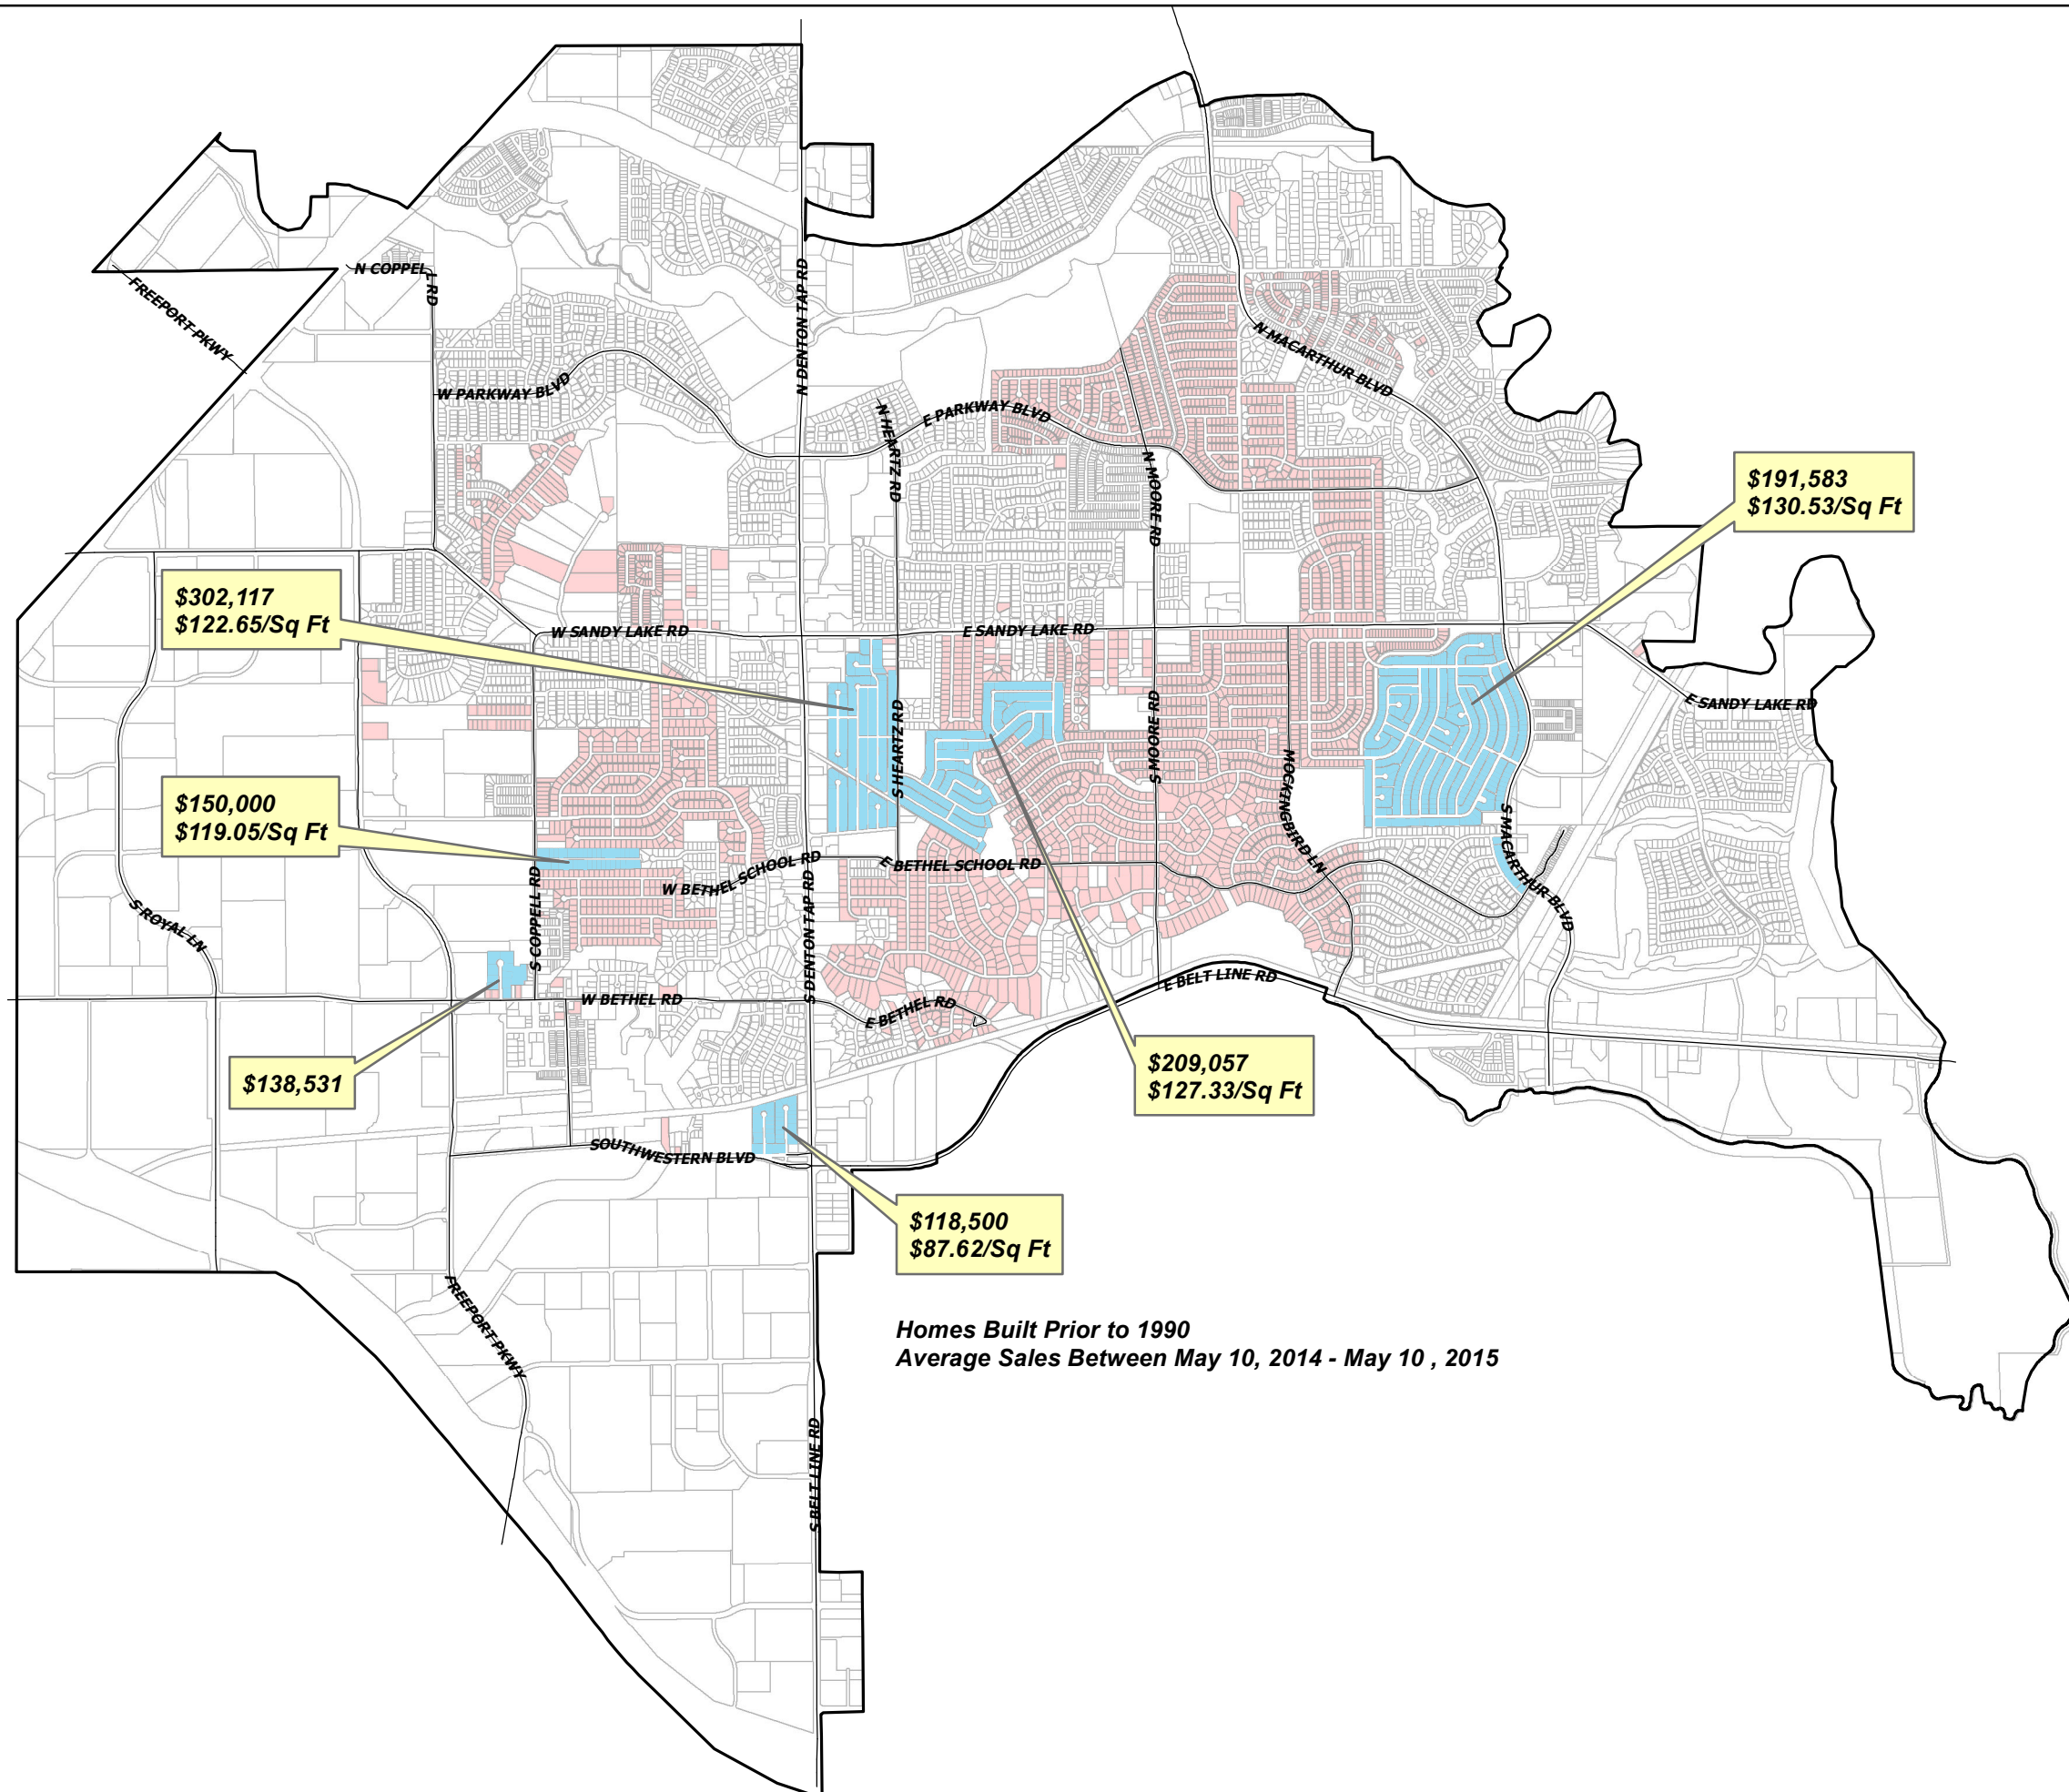 N COPPELL RD
FREEPORT PKWY
N DENTON TAP RD
W PARKWAY BLVD
N HEARTZ RD
E PARKWAY BLVD
N MACARTHUR BLVD
N MOORE RD
$191,583
$130.53/Sq Ft
$302,117
$122.65/Sq Ft
W SANDY LAKE RD
E SANDY LAKE RD
E SANDY LAKE RD
S HEARTZ RD
S MOORE RD
MOCKINGBIRD LN
$150,000
$119.05/Sq Ft
S MACARTHUR BLVD
W BETHEL SCHOOL RD
E BETHEL SCHOOL RD
S COPPELL RD
S DENTON TAP RD
S ROYAL LN
W BETHEL RD
E BETHEL RD
E BELT LINE RD
$138,531
$209,057
$127.33/Sq Ft
SOUTHWESTERN BLVD
$118,500
$87.62/Sq Ft
FREEPORT PKWY
Homes Built Prior to 1990
Average Sales Between May 10, 2014 - May 10 , 2015
S BELT LINE RD